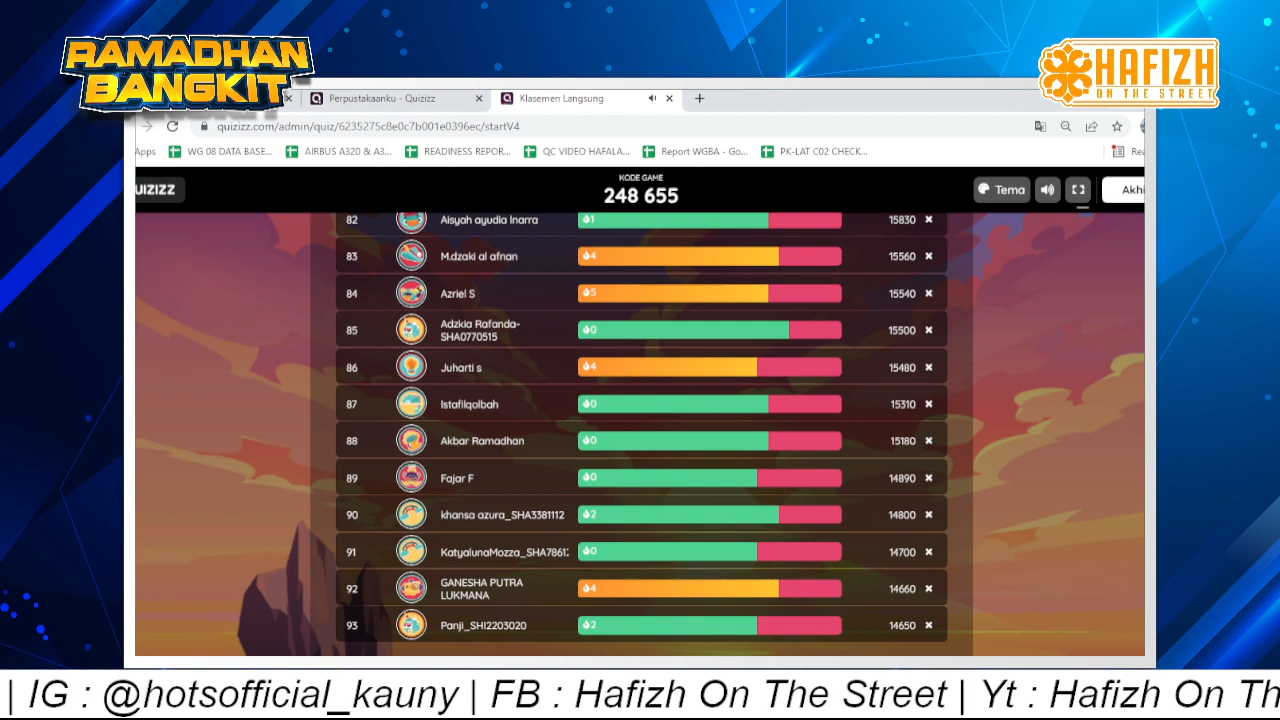 RAMADHAN
BANGKIT
HAFIZH
ON THE STREET
Perpustakaanku - Quizizz
Klasemen Langsung
quizizz.com/admin/quiz/6235275c8e0c7b001e0396ec/startV4
Apps WG 08 DATA BASE... AIRBUS A320 & A3... READINESS REPOR... QC VIDEO HAFALA... Report WGBA - Go... PK-LAT C02 CHECK... Rea
UIZIZZ
KODE GAME
248 655
Tema
Akhi
82 Aisyah ayudia Inarra 1 15830
83 M.dzaki al afnan 4 15560
84 Azriel S 5 15540
85 Adzkia Rafanda-
SHA0770515 0 15500
86 Juharti s 4 15480
87 Istafilqolbah 0 15310
88 Akbar Ramadhan 0 15180
89 Fajar F 0 14890
90 khansa azura_SHA3381112 2 14800
91 KatyalunaMozza_SHA7861 0 14700
92 GANESHA PUTRA
LUKMANA 4 14660
93 Panji_SHI2203020 2 14650
| IG : @hotsofficial_kauny | FB : Hafizh On The Street | Yt : Hafizh On Th